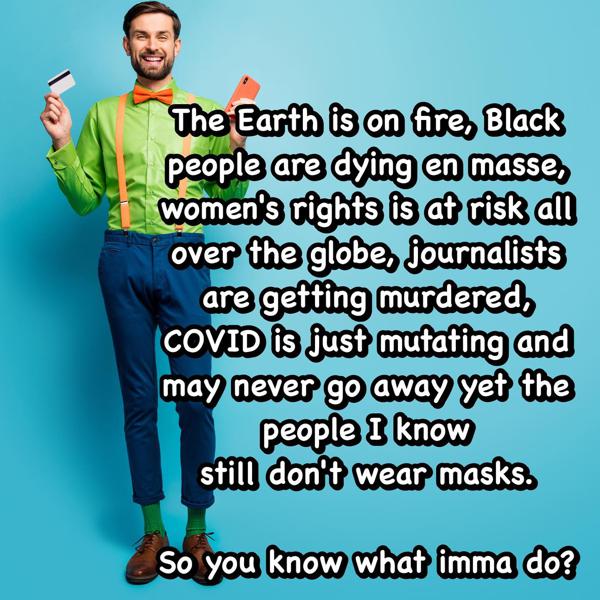 The Earth is on fire, Black
people are dying en masse,
women's rights is at risk all
over the globe, journalists
are getting murdered,
COVID is just mutating and
may never go away yet the
people I know
still don't wear masks.
So you know what imma do?